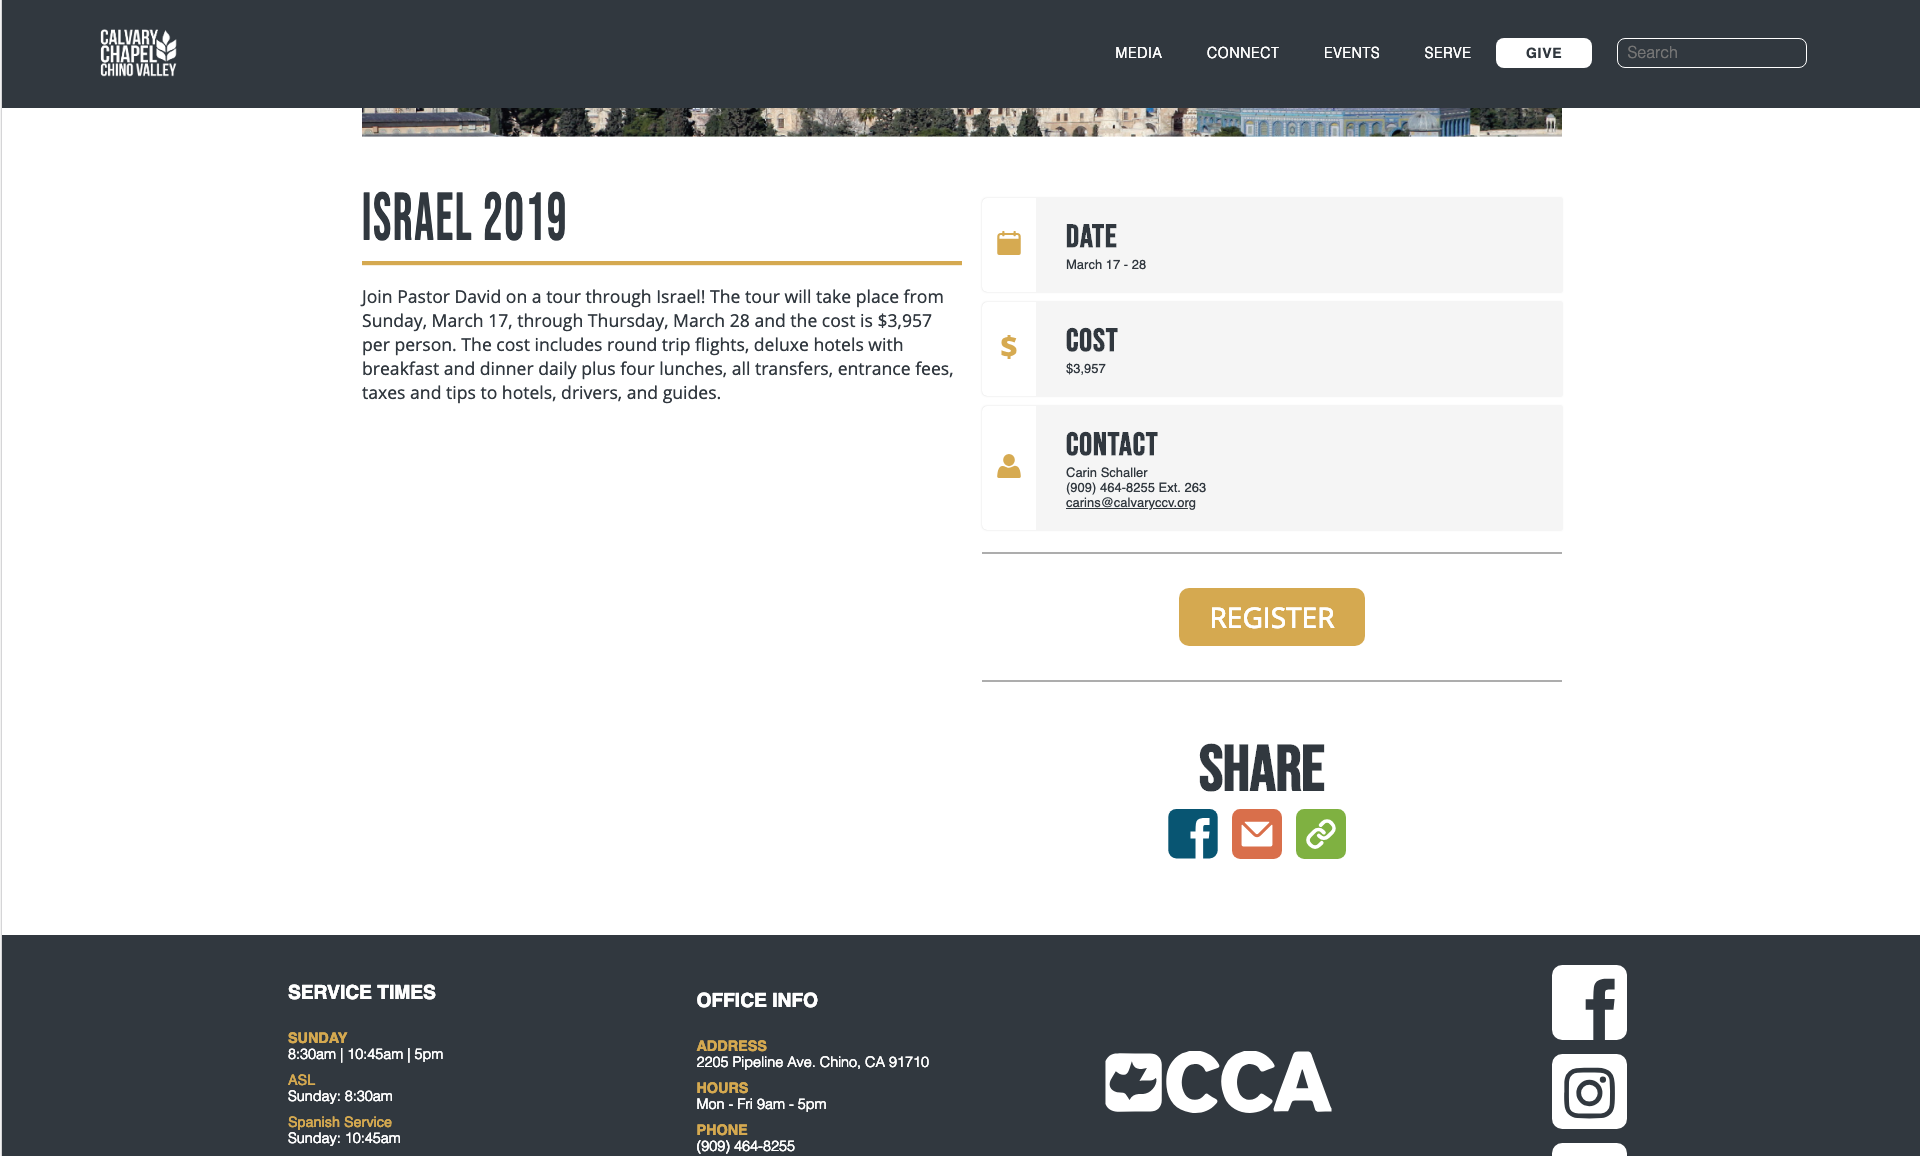 CALVARY
CHAPEL
CHINO VALLEY
MEDIA
CONNECT
EVENTS
SERVE
GIVE
Search
ISRAEL 2019
Join Pastor David on a tour through Israel! The tour will take place from
Sunday, March 17, through Thursday, March 28 and the cost is $3,957
per person. The cost includes round trip flights, deluxe hotels with
breakfast and dinner daily plus four lunches, all transfers, entrance fees,
taxes and tips to hotels, drivers, and guides.
DATE
March 17 - 28
$
COST
$3,957
CONTACT
Carin Schaller
(909) 464-8255 Ext. 263
carins@calvaryccv.org
REGISTER
SHARE
SERVICE TIMES
SUNDAY
8:30am | 10:45am | 5pm
ASL
Sunday: 8:30am
Spanish Service
Sunday: 10:45am
OFFICE INFO
ADDRESS
2205 Pipeline Ave. Chino, CA 91710
HOURS
Mon - Fri 9am - 5pm
PHONE
(909) 464-8255
CCA